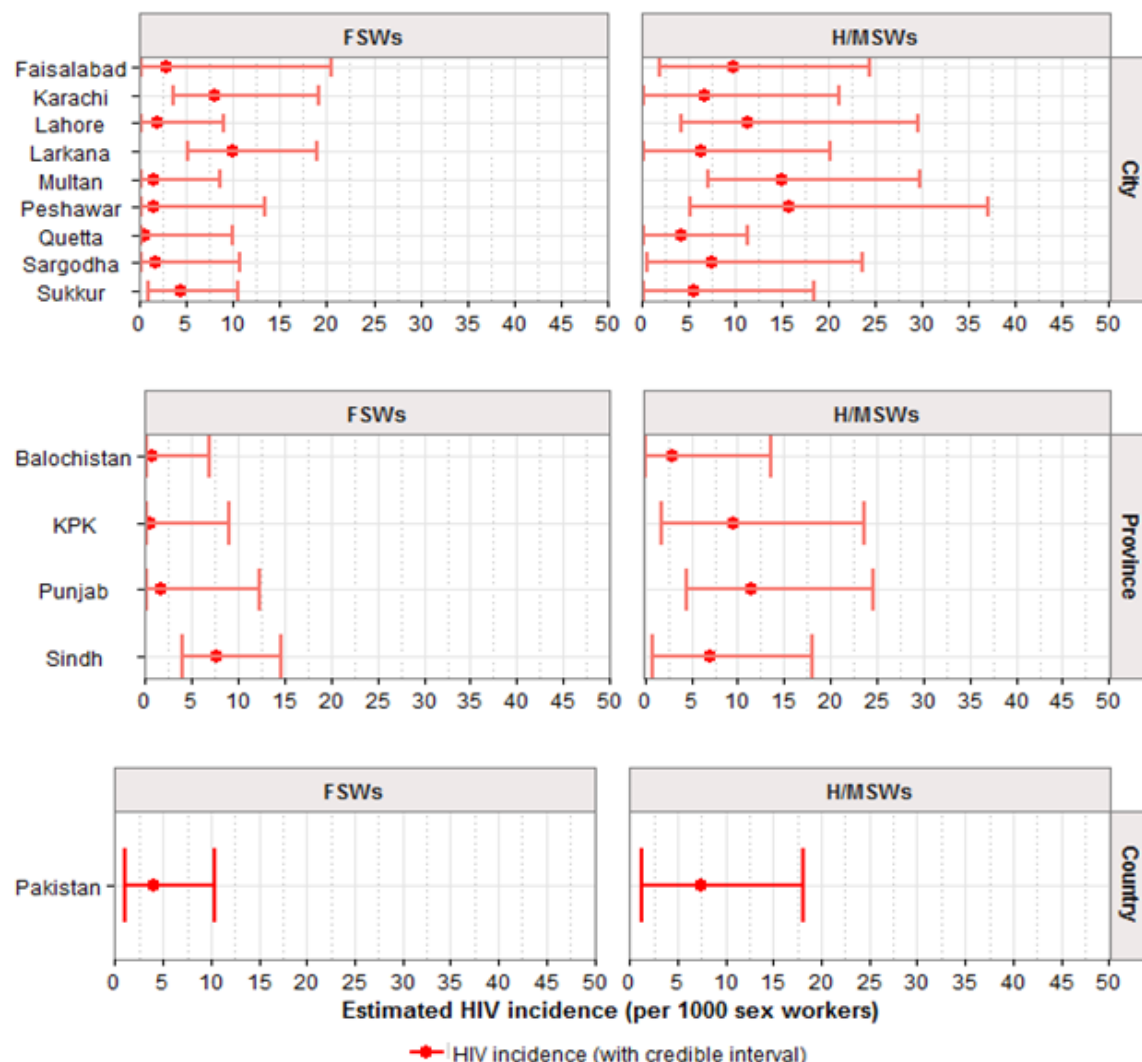 FSWs H/MSWs
Faisalabad
Karachi
Lahore
Larkana
Multan
Peshawar
Quetta
Sargodha
Sukkur
City
0 5 10 15 20 25 30 35 40 45 50 0 5 10 15 20 25 30 35 40 45 50
FSWs H/MSWs
Balochistan
KPK
Punjab
Sindh
Province
0 5 10 15 20 25 30 35 40 45 50 0 5 10 15 20 25 30 35 40 45 50
FSWs H/MSWs
Pakistan
Country
0 5 10 15 20 25 30 35 40 45 50 0 5 10 15 20 25 30 35 40 45 50
Estimated HIV incidence (per 1000 sex workers)
HIV incidence (with credible interval)